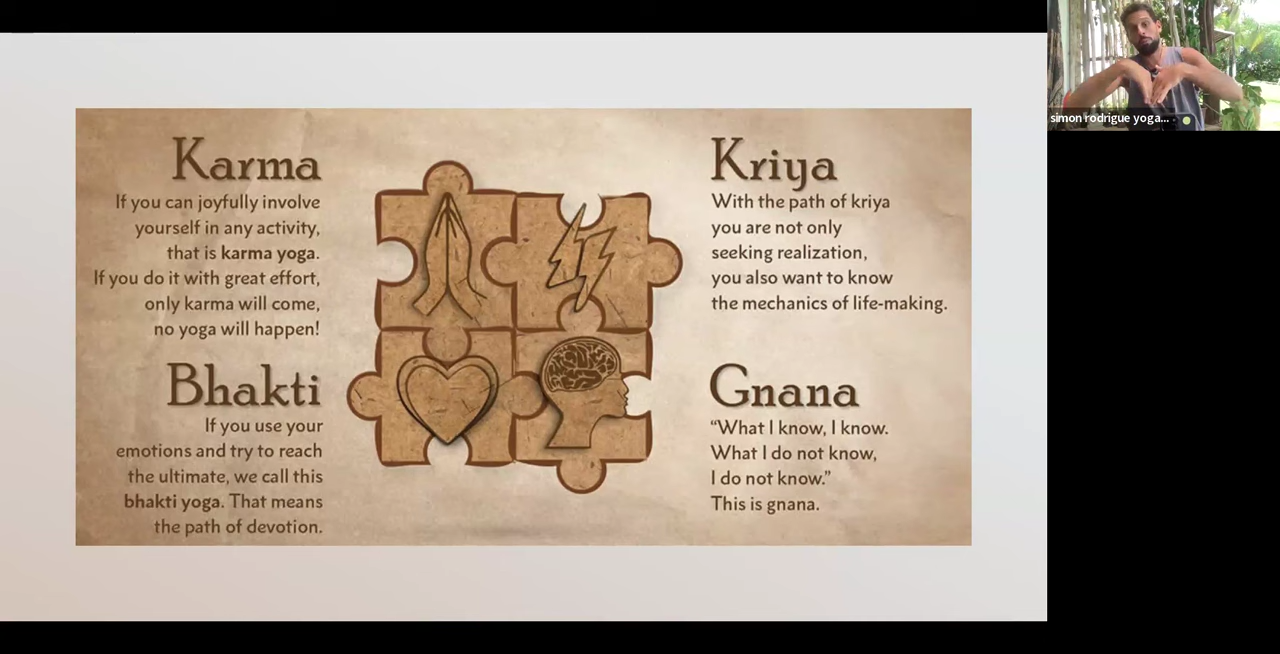 Karma
If you can joyfully involve
yourself in any activity,
that is karma yoga.
If you do it with great effort,
only karma will come,
no yoga will happen!
Kriya
With the path of kriya
you are not only
seeking realization,
you also want to know
the mechanics of life-making.
Bhakti
If you use your
emotions and try to reach
the ultimate, we call this
bhakti yoga. That means
the path of devotion.
Gnana
“What I know, I know.
What I do not know,
I do not know.”
This is gnana.
simon rodrigue yoga...